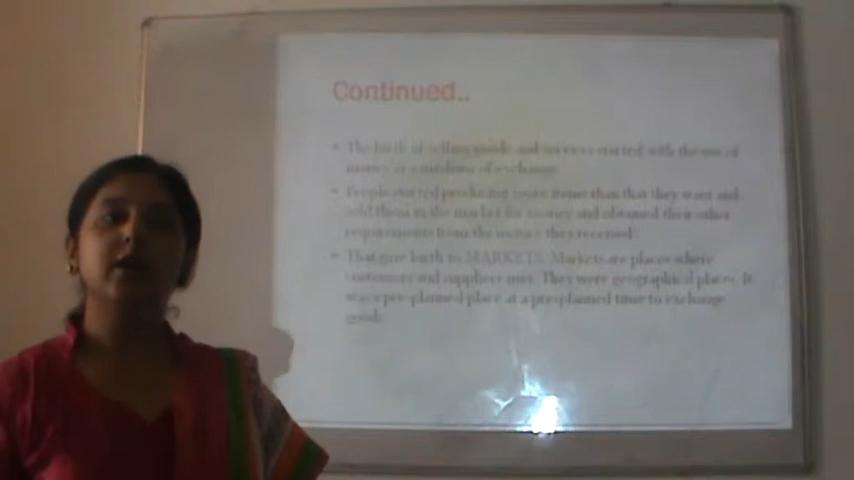 Continued..
• The birth of selling goods and services started with the use of
money as a medium of exchange.
• People started producing more items than that they want and
sold them in the market for money and obtained their other
requirements from the money they received.
• That gave birth to MARKETS. Markets are places where
customers and suppliers met. They were geographical places. It
was a pre-planned place at a pre-planned time to exchange
goods